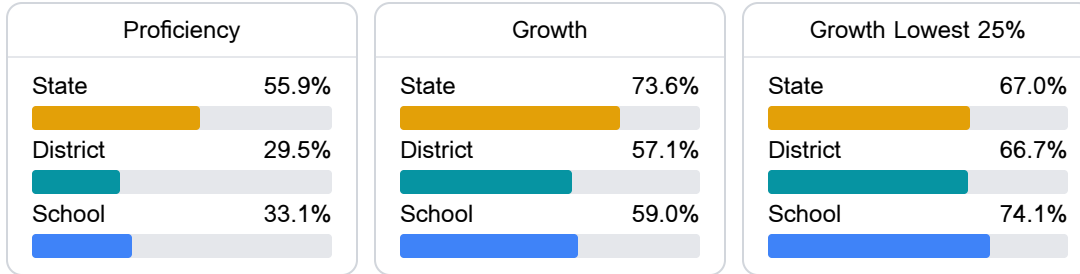 Proficiency
State 55.9%
District 29.5%
School 33.1%
Growth
State 73.6%
District 57.1%
School 59.0%
Growth Lowest 25%
State 67.0%
District 66.7%
School 74.1%